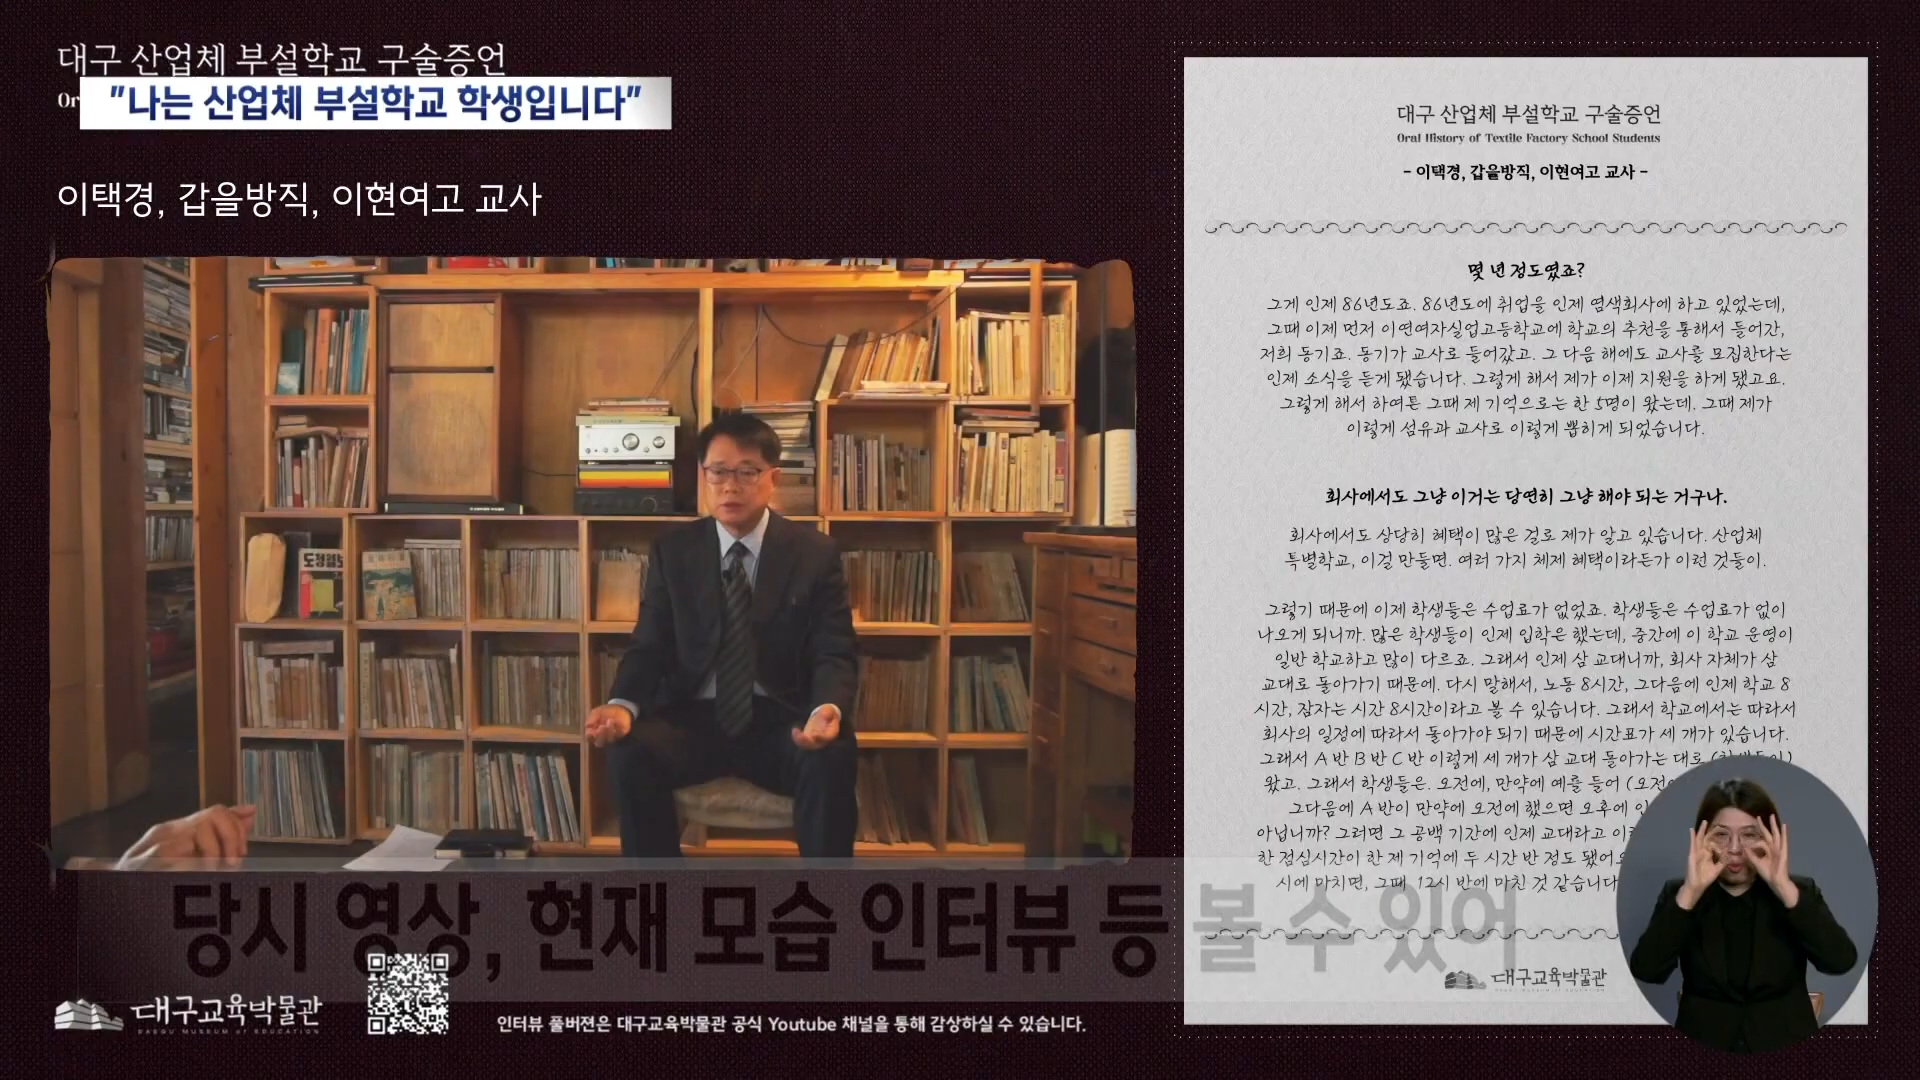 대구 산업체 부설학교 구술증언
Or
"나는 산업체 부설학교 학생입니다"
이택경, 갑을방직, 이현여고 교사
도정월보
당시 영상, 현재 모습 인터뷰 등 볼 수 있어
대구교육박물관
DAEGU MUSEUM of EDUCATION
인터뷰 풀버전은 대구교육박물관 공식 Youtube 채널을 통해 감상하실 수 있습니다.
대구 산업체 부설학교 구술증언
Oral History of Textile Factory School Students
- 이택경, 갑을방직, 이현여고 교사 -
몇 년 정도였죠?
그게 인제 86년도죠. 86년도에 취업을 인제 염색회사에 하고 있었는데,
그때 이제 먼저 이연여자실업고등학교에 학교의 추천을 통해서 들어간,
저희 동기죠. 동기가 교사로 들어갔고. 그 다음 해에도 교사를 모집한다는
인제 소식을 듣게 됐습니다. 그렇게 해서 제가 이제 지원을 하게 됐고요.
그렇게 해서 하여튼 그때 제 기억으로는 한 5명이 왔는데. 그때 제가
이렇게 섬유과 교사로 이렇게 뽑히게 되었습니다.
회사에서도 그냥 이거는 당연히 그냥 해야 되는 거구나.
회사에서도 상당히 혜택이 많은 걸로 제가 알고 있습니다. 산업체
특별학교, 이걸 만들면. 여러 가지 체제 혜택이라든가 이런 것들이.
그렇기 때문에 이제 학생들은 수업료가 없었죠. 학생들은 수업료가 없이
나오게 되니까. 많은 학생들이 인제 입학은 했는데, 중간에 이 학교 운영이
일반 학교하고 많이 다르죠. 그래서 인제 삼 교대니까, 회사 자체가 삼
교대로 돌아가기 때문에. 다시 말해서, 노동 8시간, 그다음에 인제 학교 8
시간, 잠자는 시간 8시간이라고 볼 수 있습니다. 그래서 학교에서는 따라서
회사의 일정에 따라서 돌아가야 되기 때문에 시간표가 세 개가 있습니다.
그래서 A 반 B 반 C 반 이렇게 세 개가 삼 교대 돌아가는 대로 (학생들이)
왔고. 그래서 학생들은. 오전에, 만약에 예를 들어 (오전에
그다음에 A 반이 만약에 오전에 했으면 오후에
아닙니까? 그러면 그 공백 기간에 인제 교대라고
한 점심시간이 한 제 기억에 두 시간 반 정도 됐어요
시에 마치면, 그때, 12시 반에 마친 것 같습니다
대구교육박물관